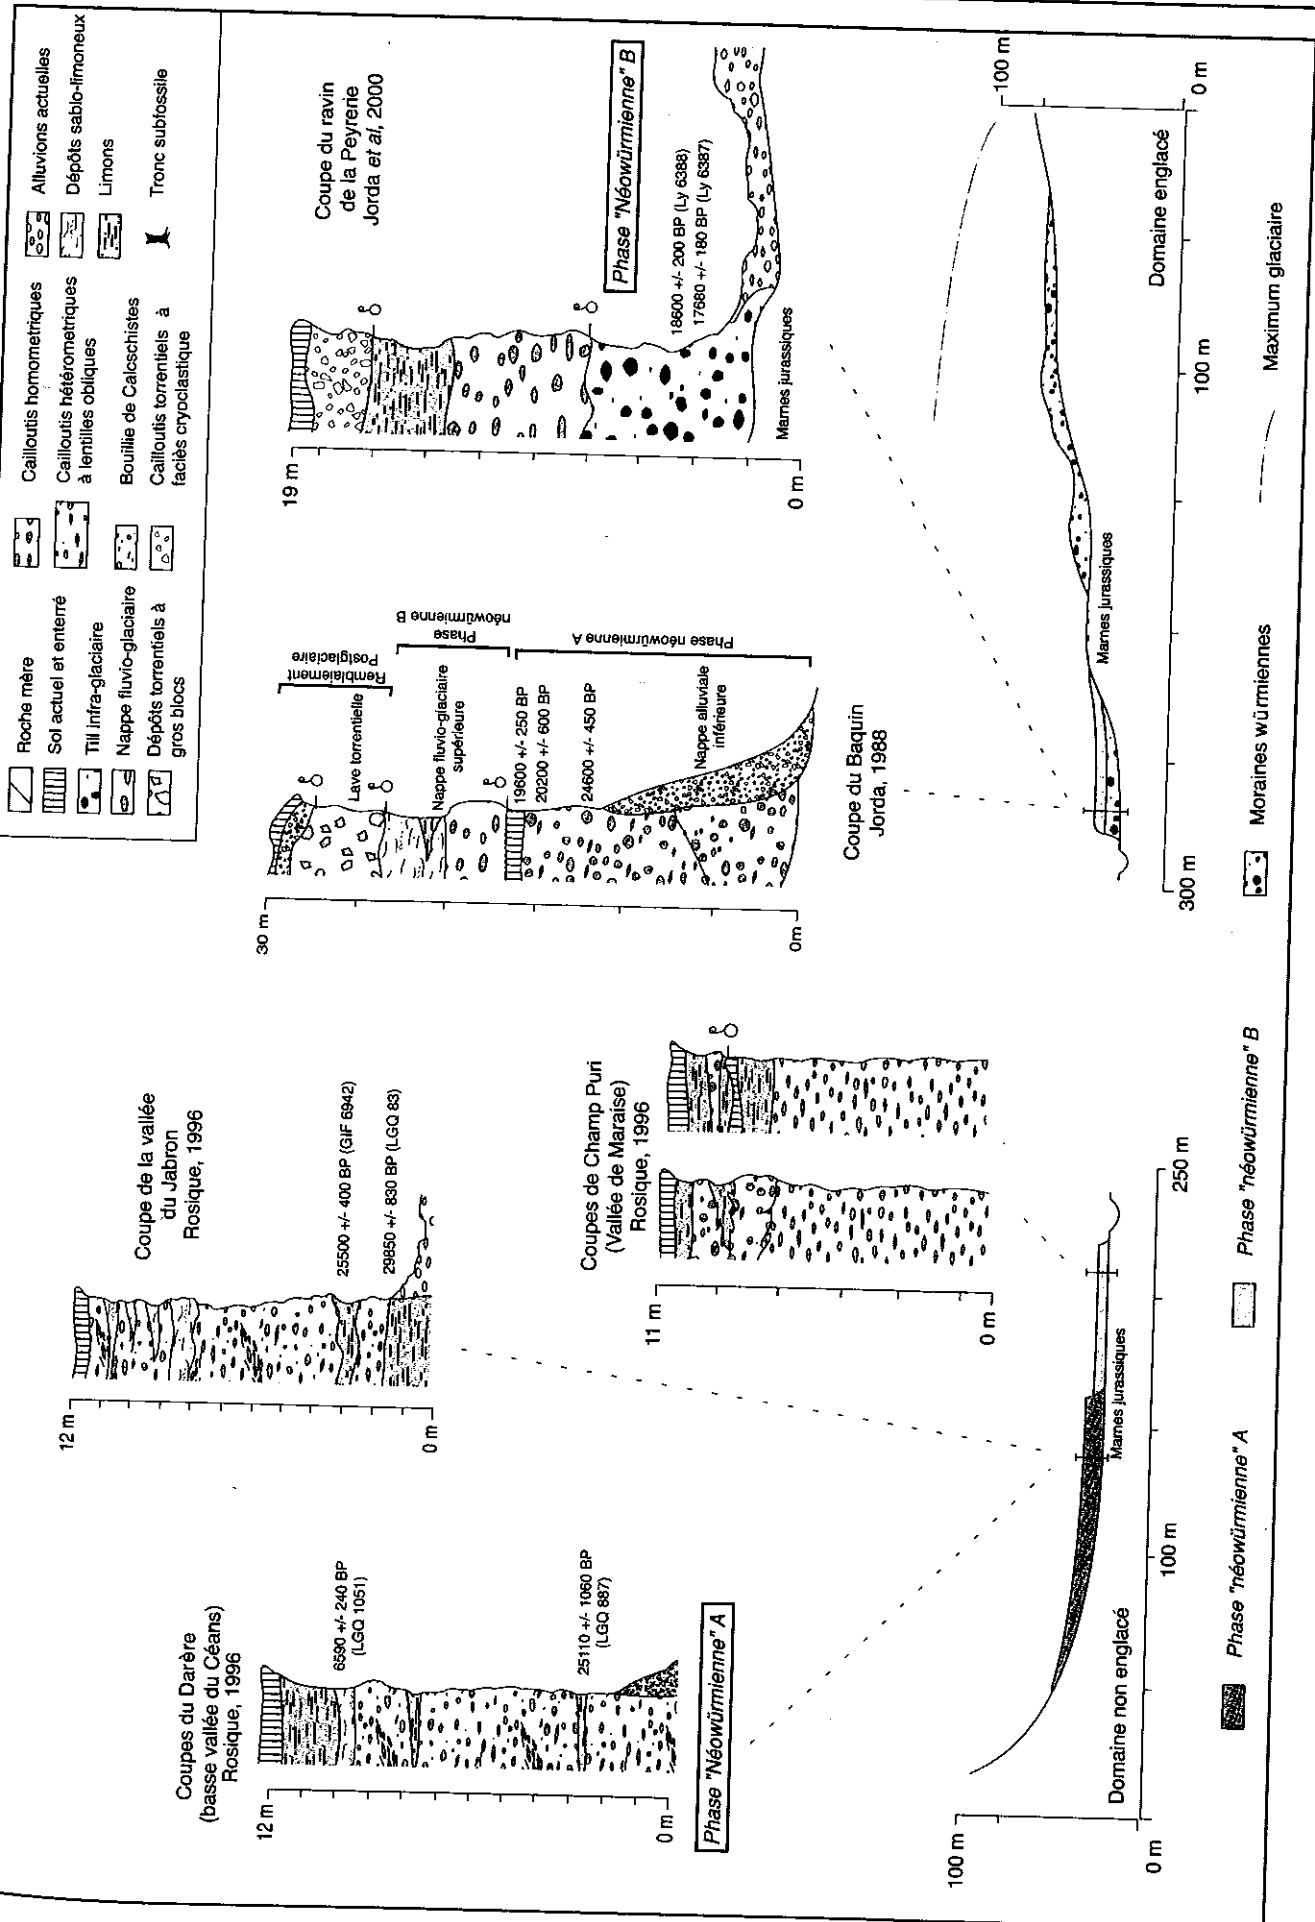 Roche mère
Sol actuel et enterré
Till infra-glaciaire
Nappe fluvio-glaciaire
Dépôts torrentiels à
gros blocs
Cailloutis homometriques
Cailloutis hétérometriques
à lentilles obliques
Bouillie de Calcschistes
Cailloutis torrentiels à
faciès cryoclastique
Alluvions actuelles
Dépôts sablo-limoneux
Limons
Tronc subfossile
Coupes du Darère
(basse vallée du Céans)
Rosique, 1996
12 m
0 m
6590 +/- 240 BP
(LGQ 1051)
25110 +/- 1060 BP
(LGQ 887)
Phase "Néowürmienne" A
Coupe de la vallée
du Jabron
Rosique, 1996
12 m
0 m
25500 +/- 400 BP (GIF 6942)
29850 +/- 830 BP (LGQ 83)
Coupes de Champ Puri
(Vallée de Maraise)
Rosique, 1996
11 m
0 m
30 m
0m
Lave torrentielle
Nappe fluvio-glaciaire
supérieure
19600 +/- 250 BP
20200 +/- 600 BP
24600 +/- 450 BP
Nappe alluviale
inférieure
Remblaiement
Postglaciaire
Phase
néowürmienne B
Phase néowürmienne A
Coupe du Baquin
Jorda, 1988
Coupe du ravin
de la Peyrerie
Jorda et al, 2000
19 m
0 m
Phase "Néowürmienne" B
18600 +/- 200 BP (Ly 6388)
17680 +/- 180 BP (Ly 6387)
Marnes jurassiques
100 m
0 m
Domaine non englacé
100 m
Marnes jurassiques
250 m
300 m
Marnes jurassiques
100 m
Domaine englacé
100 m
0 m
Phase "néowürmienne" A
Phase "néowürmienne" B
Moraines würmiennes
Maximum glaciaire